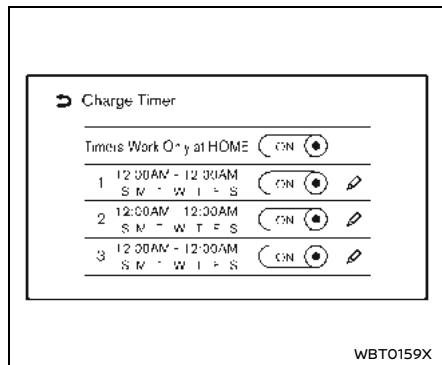 Charge Timer
Timers Work Only at HOME ON
1 12:00AM - 12:00AM ON
S M T W T F S
2 12:00AM - 12:00AM ON
S M T W T F S
3 12:00AM - 12:00AM ON
S M T W T F S
WBT0159X